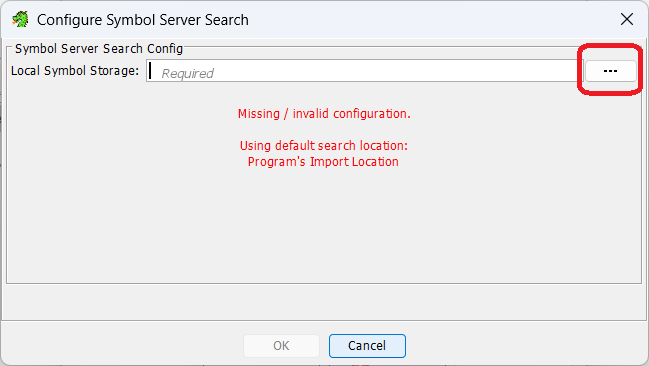 Configure Symbol Server Search
Symbol Server Search Config
Local Symbol Storage:
Required
...
Missing / invalid configuration.
Using default search location:
Program's Import Location
OK
Cancel